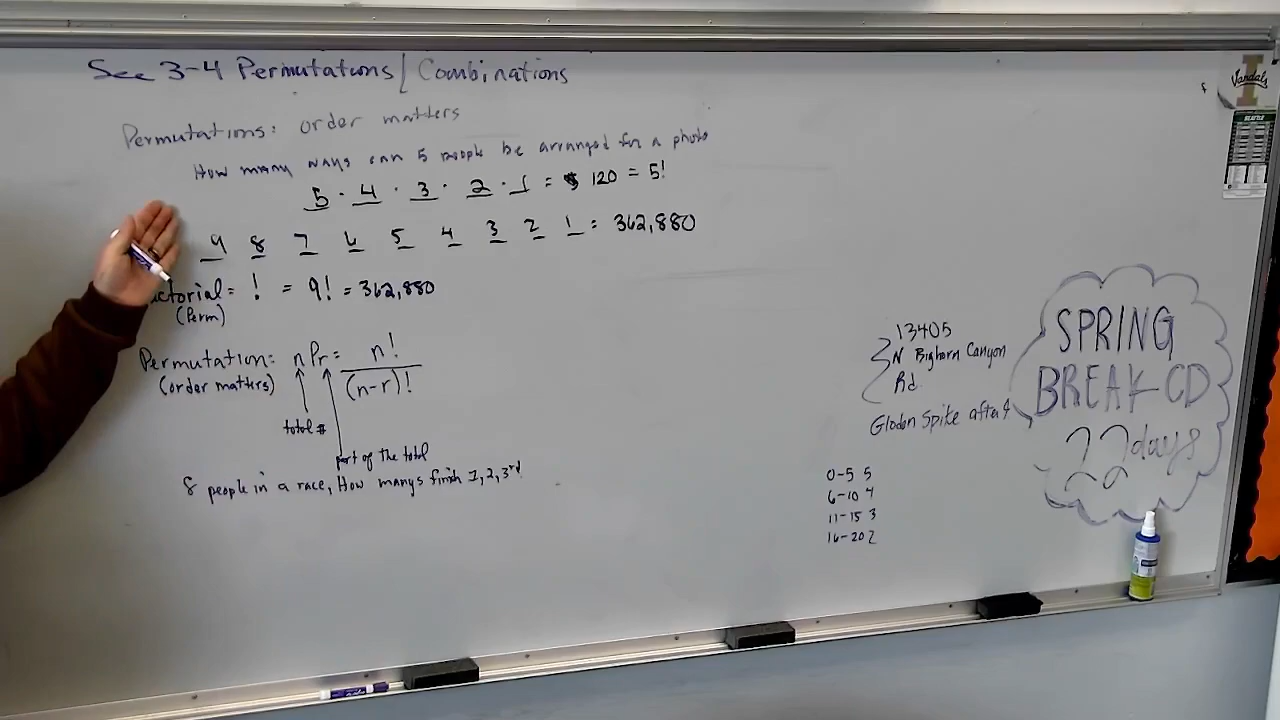 Sec 3-4 Permutations/Combinations
Permutations: order matters
How many ways can 5 people be arranged for a photo
5 · 4 · 3 · 2 · 1 = 120 = 5!
9 8 7 6 5 4 3 2 1 = 362,880
ctorial = ! = 9! = 362,880
(Perm)
Permutation: nPr = n!
(order matters) (n-r)!
total #
part of the total
8 people in a race, How manys finish 1, 2, 3rd
13405
N Bighorn Canyon
Rd.
Gloden Spike after
SPRING
BREAK CD
22 days
0-5 5
6-10 4
11-15 3
16-20 2
Vandals
SEATTLE